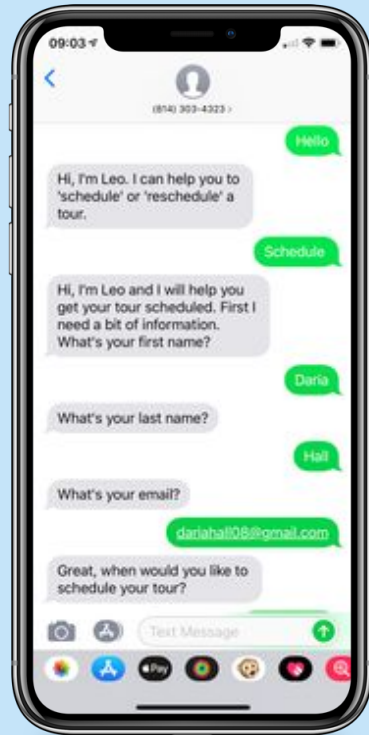 09:03
(814) 303-4323 >
Hello
Hi, I'm Leo. I can help you to
'schedule' or 'reschedule' a
tour.
Schedule
Hi, I'm Leo and I will help you
get your tour scheduled. First I
need a bit of information.
What's your first name?
Daria
What's your last name?
Hall
What's your email?
dariahall08@gmail.com
Great, when would you like to
schedule your tour?
Text Message
Pay